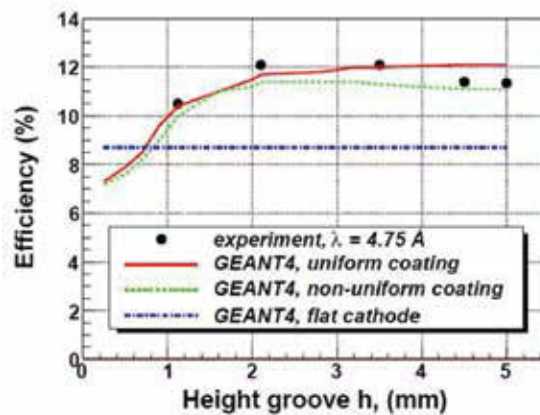 14
12
10
8
6
4
2
0
Efficiency (%)
experiment, λ = 4.75 A
GEANT4, uniform coating
GEANT4, non-uniform coating
GEANT4, flat cathode
0 1 2 3 4 5
Height groove h, (mm)